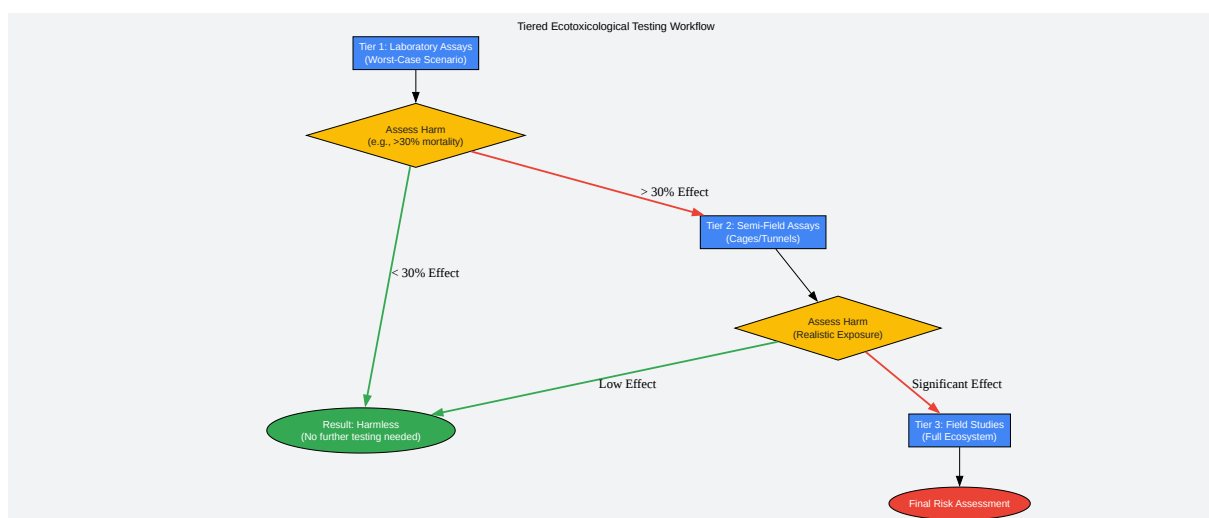 Tiered Ecotoxicological Testing Workflow
Tier 1: Laboratory Assays
(Worst-Case Scenario)
Assess Harm
(e.g., >30% mortality)
> 30% Effect
Tier 2: Semi-Field Assays
(Cages/Tunnels)
< 30% Effect
Assess Harm
(Realistic Exposure)
Low Effect
Significant Effect
Result: Harmless
(No further testing needed)
Tier 3: Field Studies
(Full Ecosystem)
Final Risk Assessment